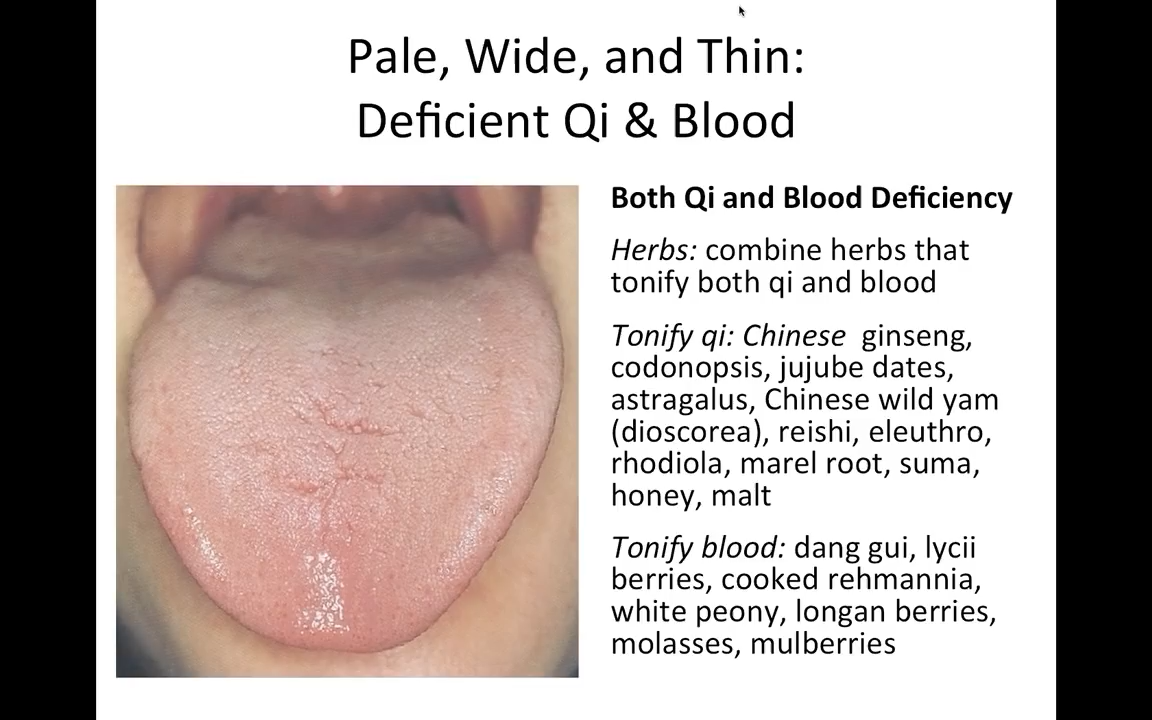 Pale, Wide, and Thin:
Deficient Qi & Blood
Both Qi and Blood Deficiency
Herbs: combine herbs that
tonify both qi and blood
Tonify qi: Chinese ginseng,
codonopsis, jujube dates,
astragalus, Chinese wild yam
(dioscorea), reishi, eleuthro,
rhodiola, marel root, suma,
honey, malt
Tonify blood: dang gui, lycii
berries, cooked rehmannia,
white peony, longan berries,
molasses, mulberries